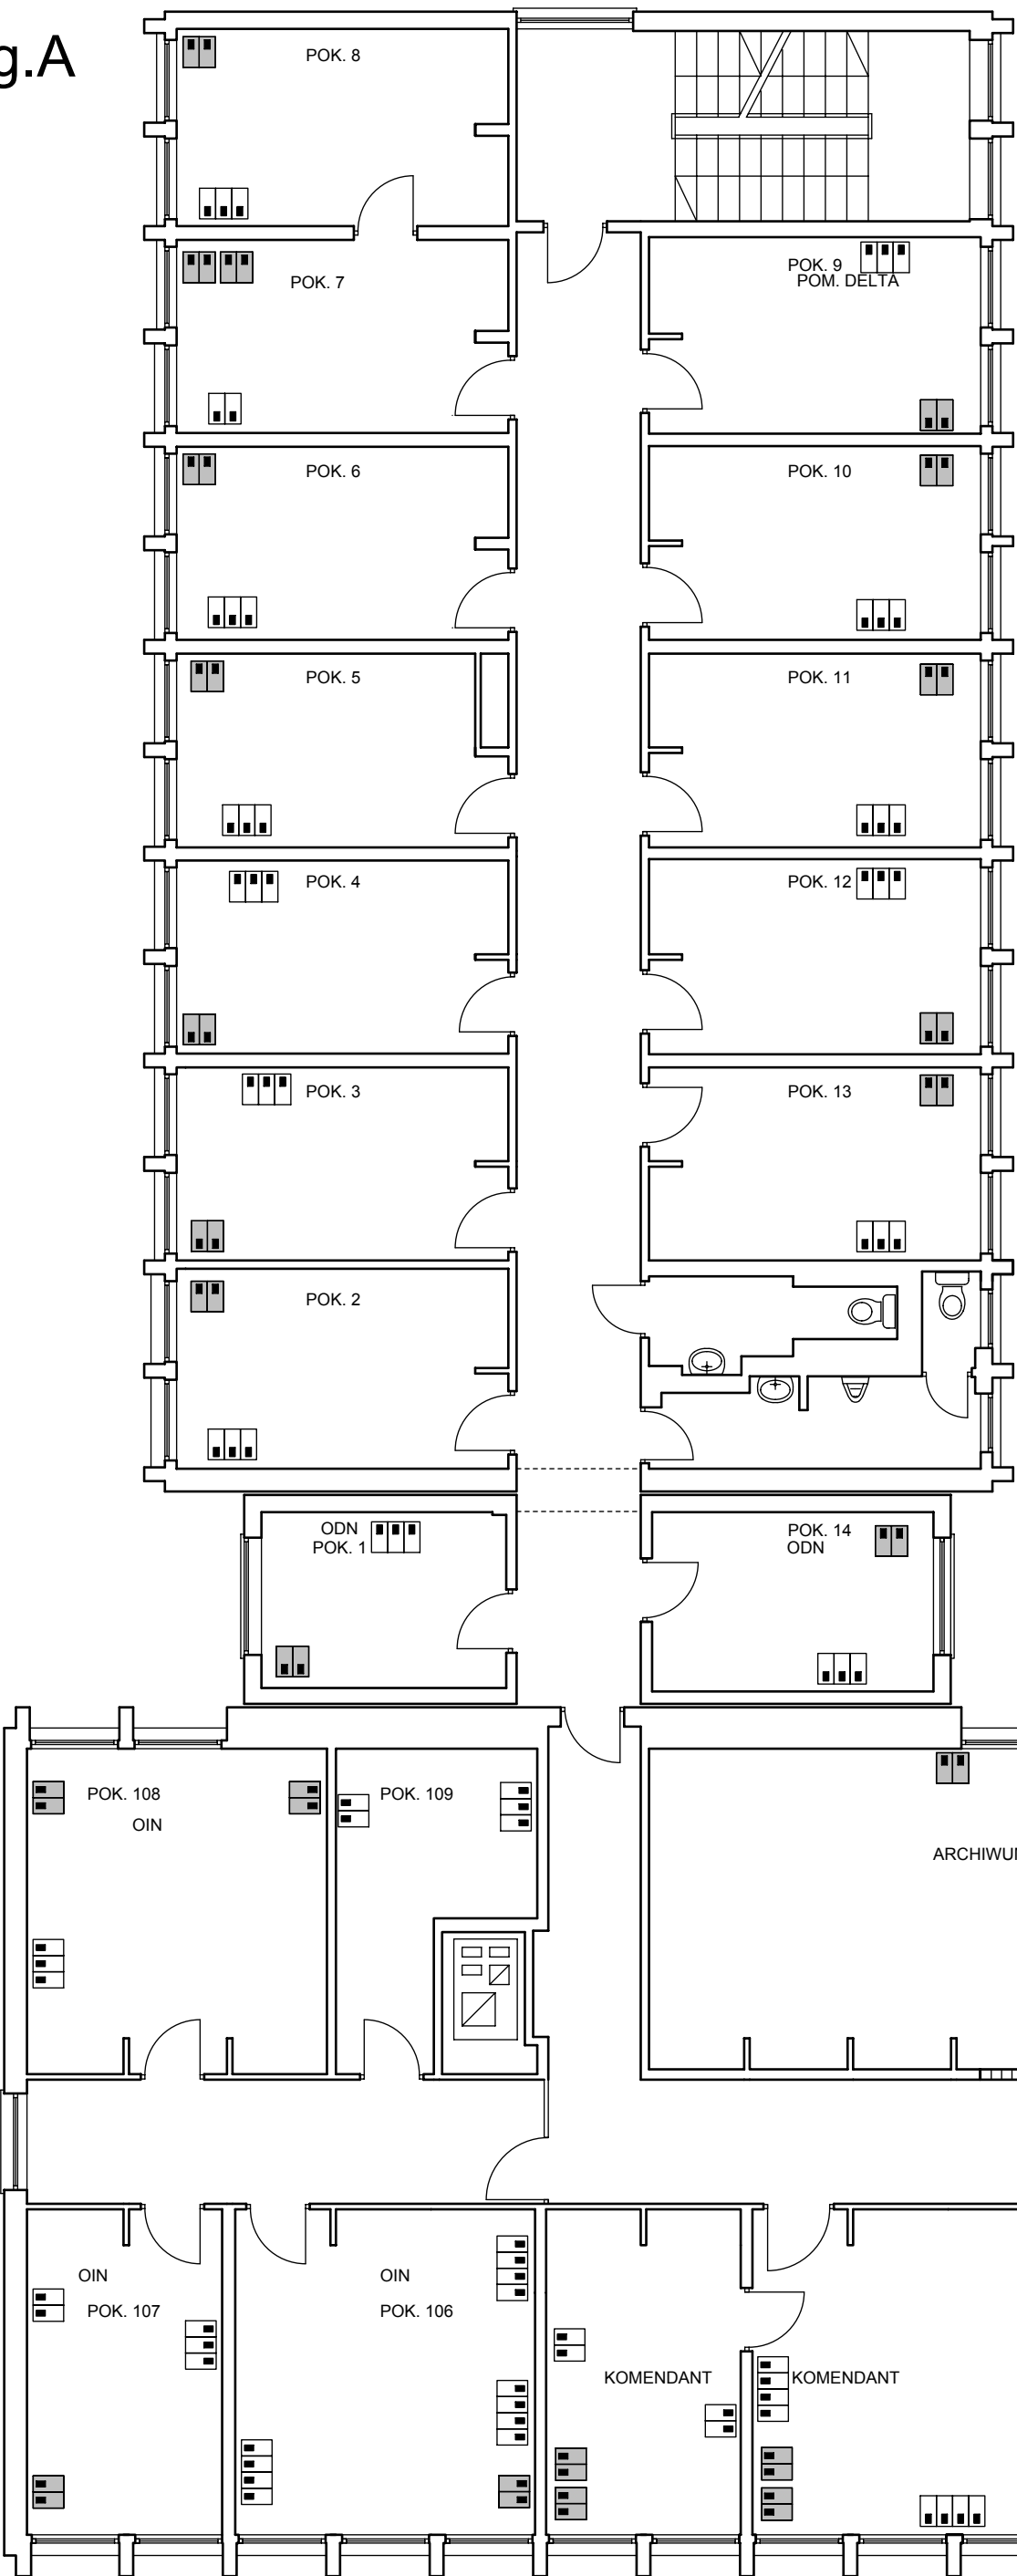 g.A
POK. 8
POK. 7
POK. 9
POM. DELTA
POK. 6
POK. 10
POK. 5
POK. 11
POK. 4
POK. 12
POK. 3
POK. 13
POK. 2
ODN
POK. 1
POK. 14
ODN
POK. 108
OIN
POK. 109
ARCHIWU
OIN
POK. 107
OIN
POK. 106
KOMENDANT
KOMENDANT